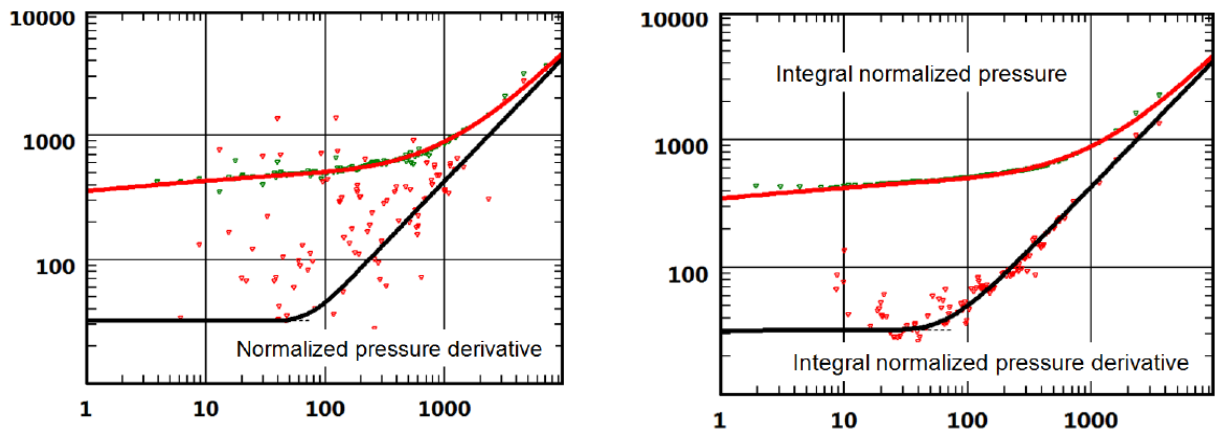 10000
1000
100
Normalized pressure derivative
1 10 100 1000
10000
Integral normalized pressure
1000
100
Integral normalized pressure derivative
1 10 100 1000